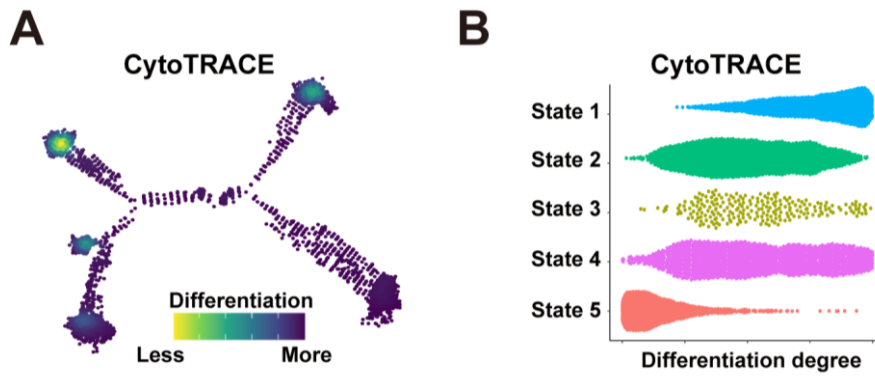 A
CytoTRACE
Differentiation
Less More
B
CytoTRACE
State 1
State 2
State 3
State 4
State 5
Differentiation degree